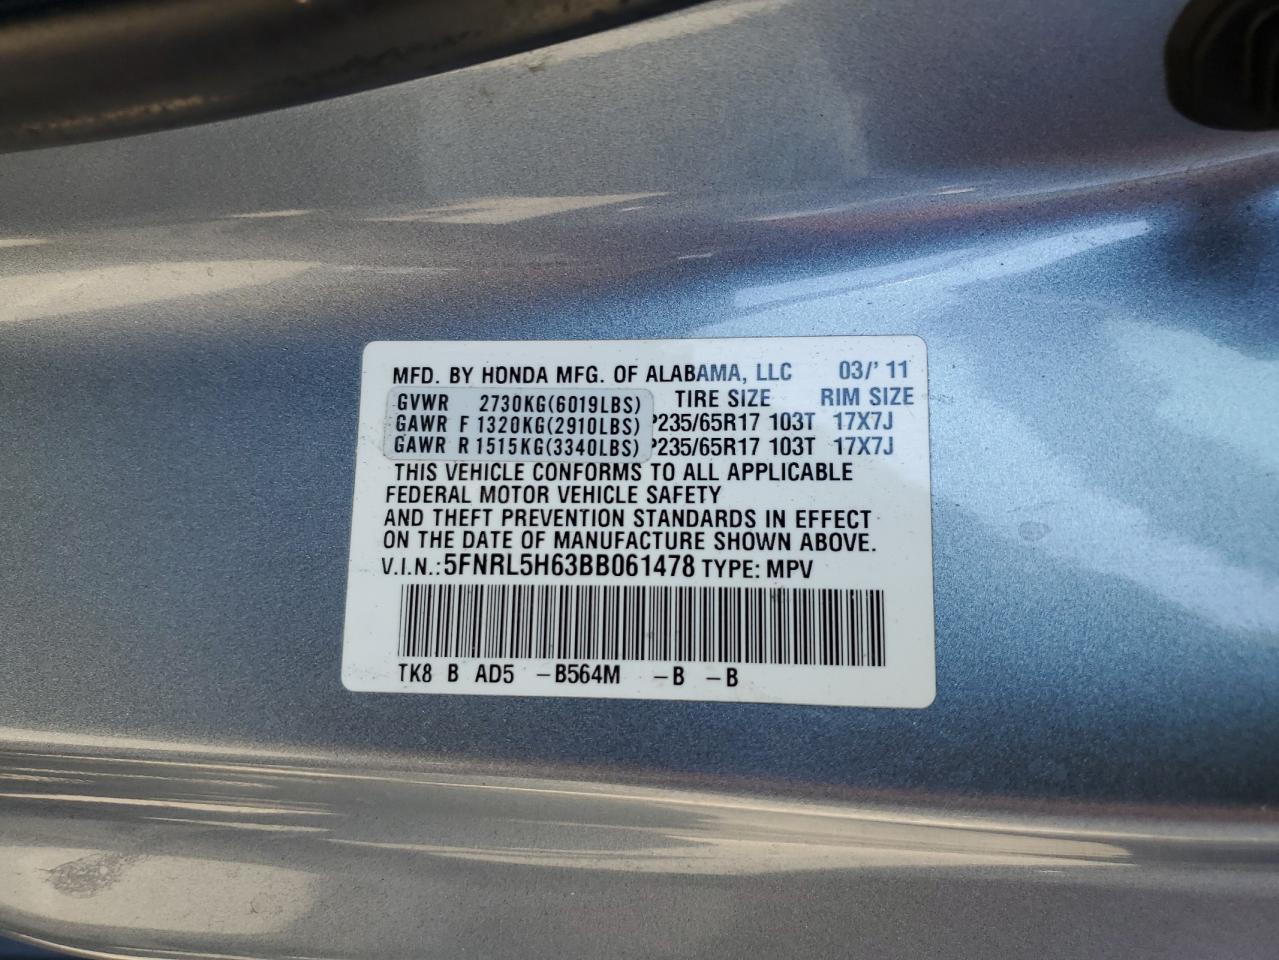 MFD. BY HONDA MFG. OF ALABAMA, LLC 03/'11
GVWR 2730KG(6019LBS) TIRE SIZE RIM SIZE
GAWR F 1320KG(2910LBS) P235/65R17 103T 17X7J
GAWR R 1515KG(3340LBS) P235/65R17 103T 17X7J
THIS VEHICLE CONFORMS TO ALL APPLICABLE
FEDERAL MOTOR VEHICLE SAFETY
AND THEFT PREVENTION STANDARDS IN EFFECT
ON THE DATE OF MANUFACTURE SHOWN ABOVE.
V.I.N.: 5FNRL5H63BB061478 TYPE: MPV
TK8 B AD5 -B564M -B -B